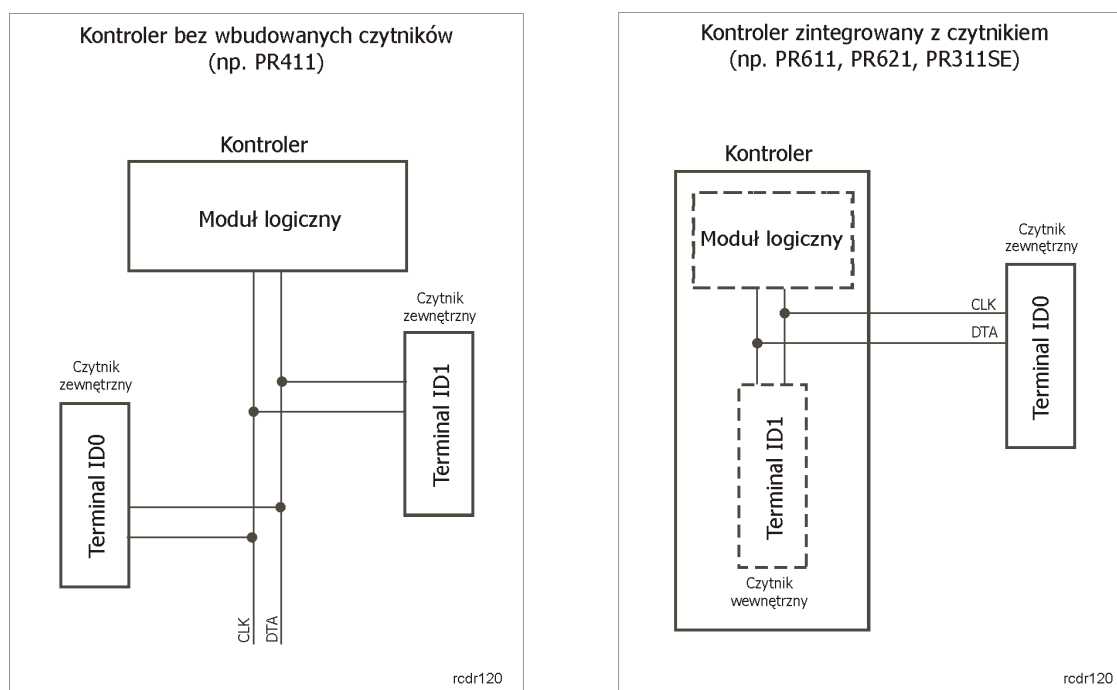 Kontroler bez wbudowanych czytników
(np. PR411)
Kontroler
Moduł logiczny
Czytnik
zewnętrzny
Terminal ID1
Czytnik
zewnętrzny
Terminal ID0
CLK
DTA
rcdr120
Kontroler zintegrowany z czytnikiem
(np. PR611, PR621, PR311SE)
Kontroler
Moduł logiczny
Czytnik
zewnętrzny
CLK
DTA
Terminal ID0
Terminal ID1
Czytnik
wewnętrzny
rcdr120